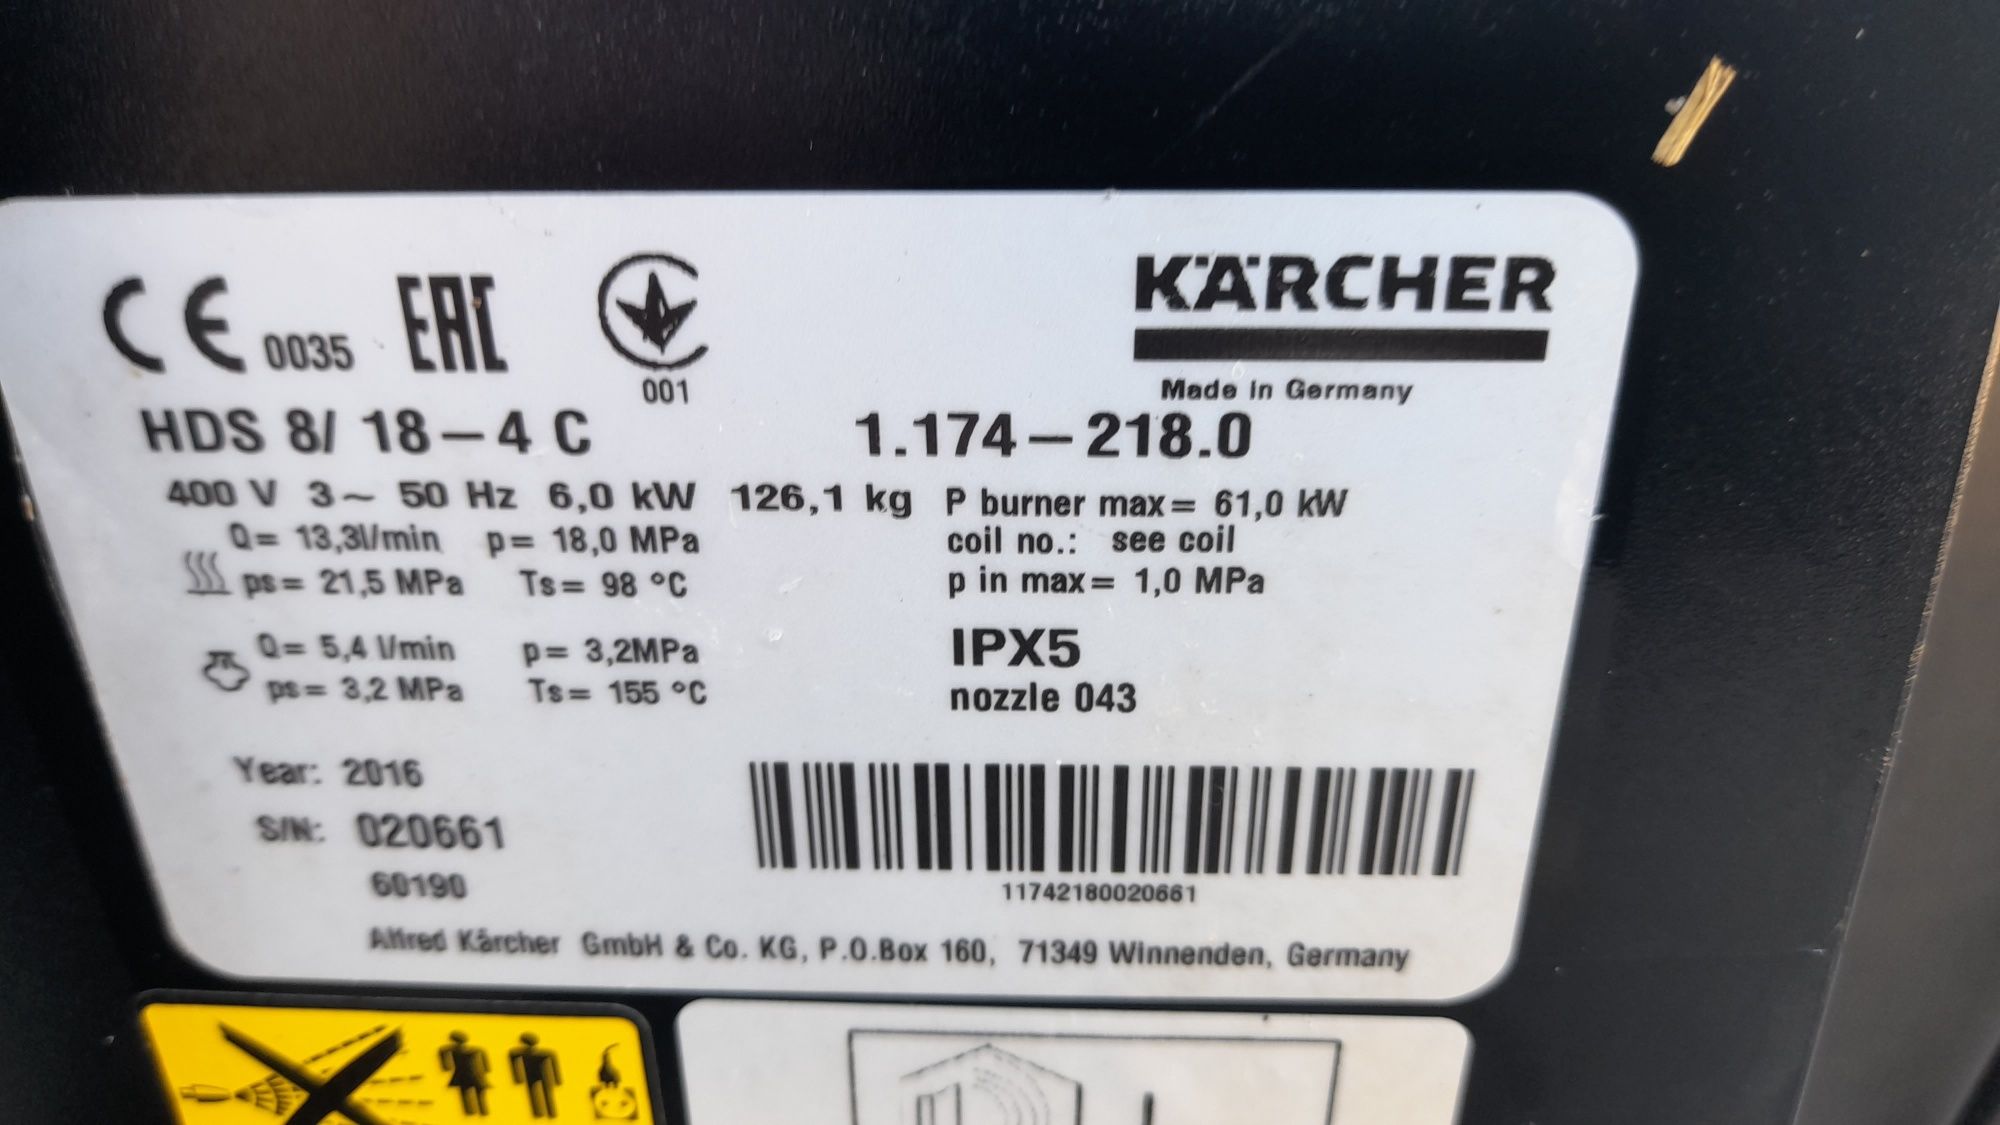 CE 0035 EAC 001
KÄRCHER
Made in Germany
HDS 8/ 18-4 C 1.174-218.0
400 V 3~ 50 Hz 6,0 kW 126,1 kg P burner max= 61,0 kW
Q= 13,3l/min p= 18,0 MPa coil no.: see coil
ps= 21,5 MPa Ts= 98 °C p in max= 1,0 MPa
Q= 5,4 l/min p= 3,2MPa IPX5
ps= 3,2 MPa Ts= 155 °C nozzle 043
Year: 2016
S/N: 020661
60190
11742180020661
Alfred Kärcher GmbH & Co. KG, P.O.Box 160, 71349 Winnenden, Germany